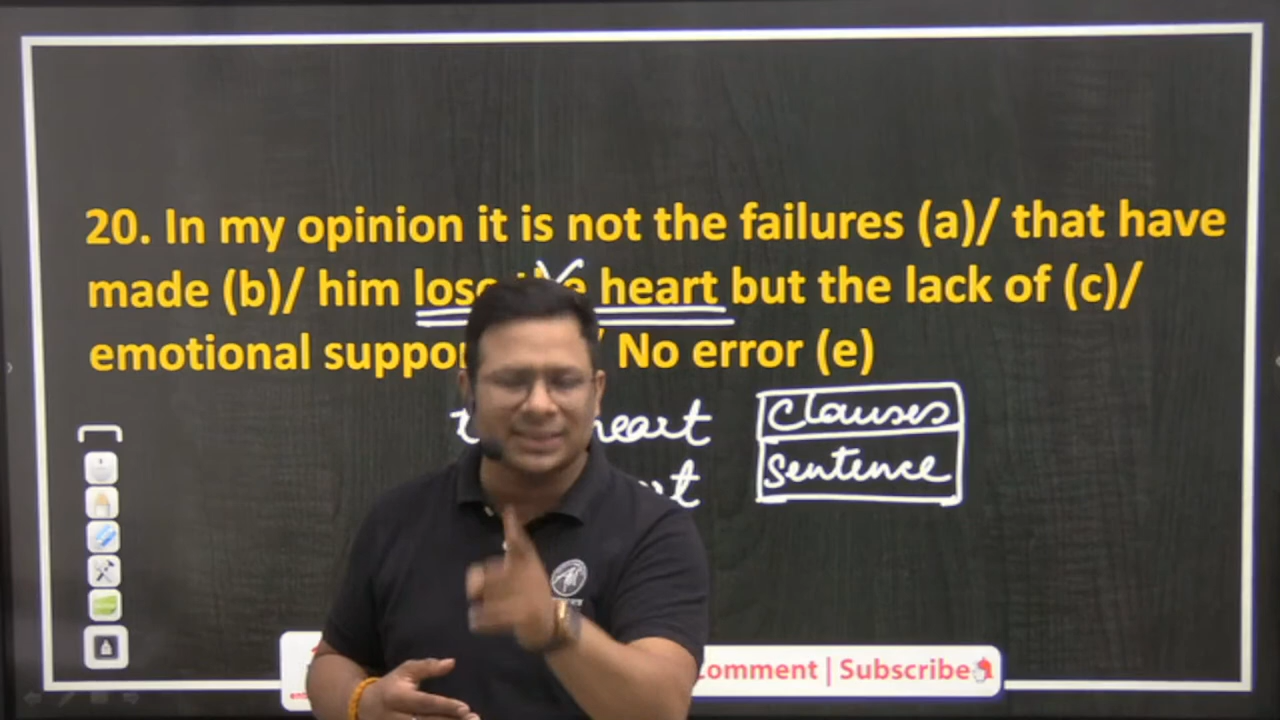 20. In my opinion it is not the failures (a)/ that have
made (b)/ him lose the heart but the lack of (c)/
emotional No error (e)
heart
Clauses
Sentence
Comment | Subscribe